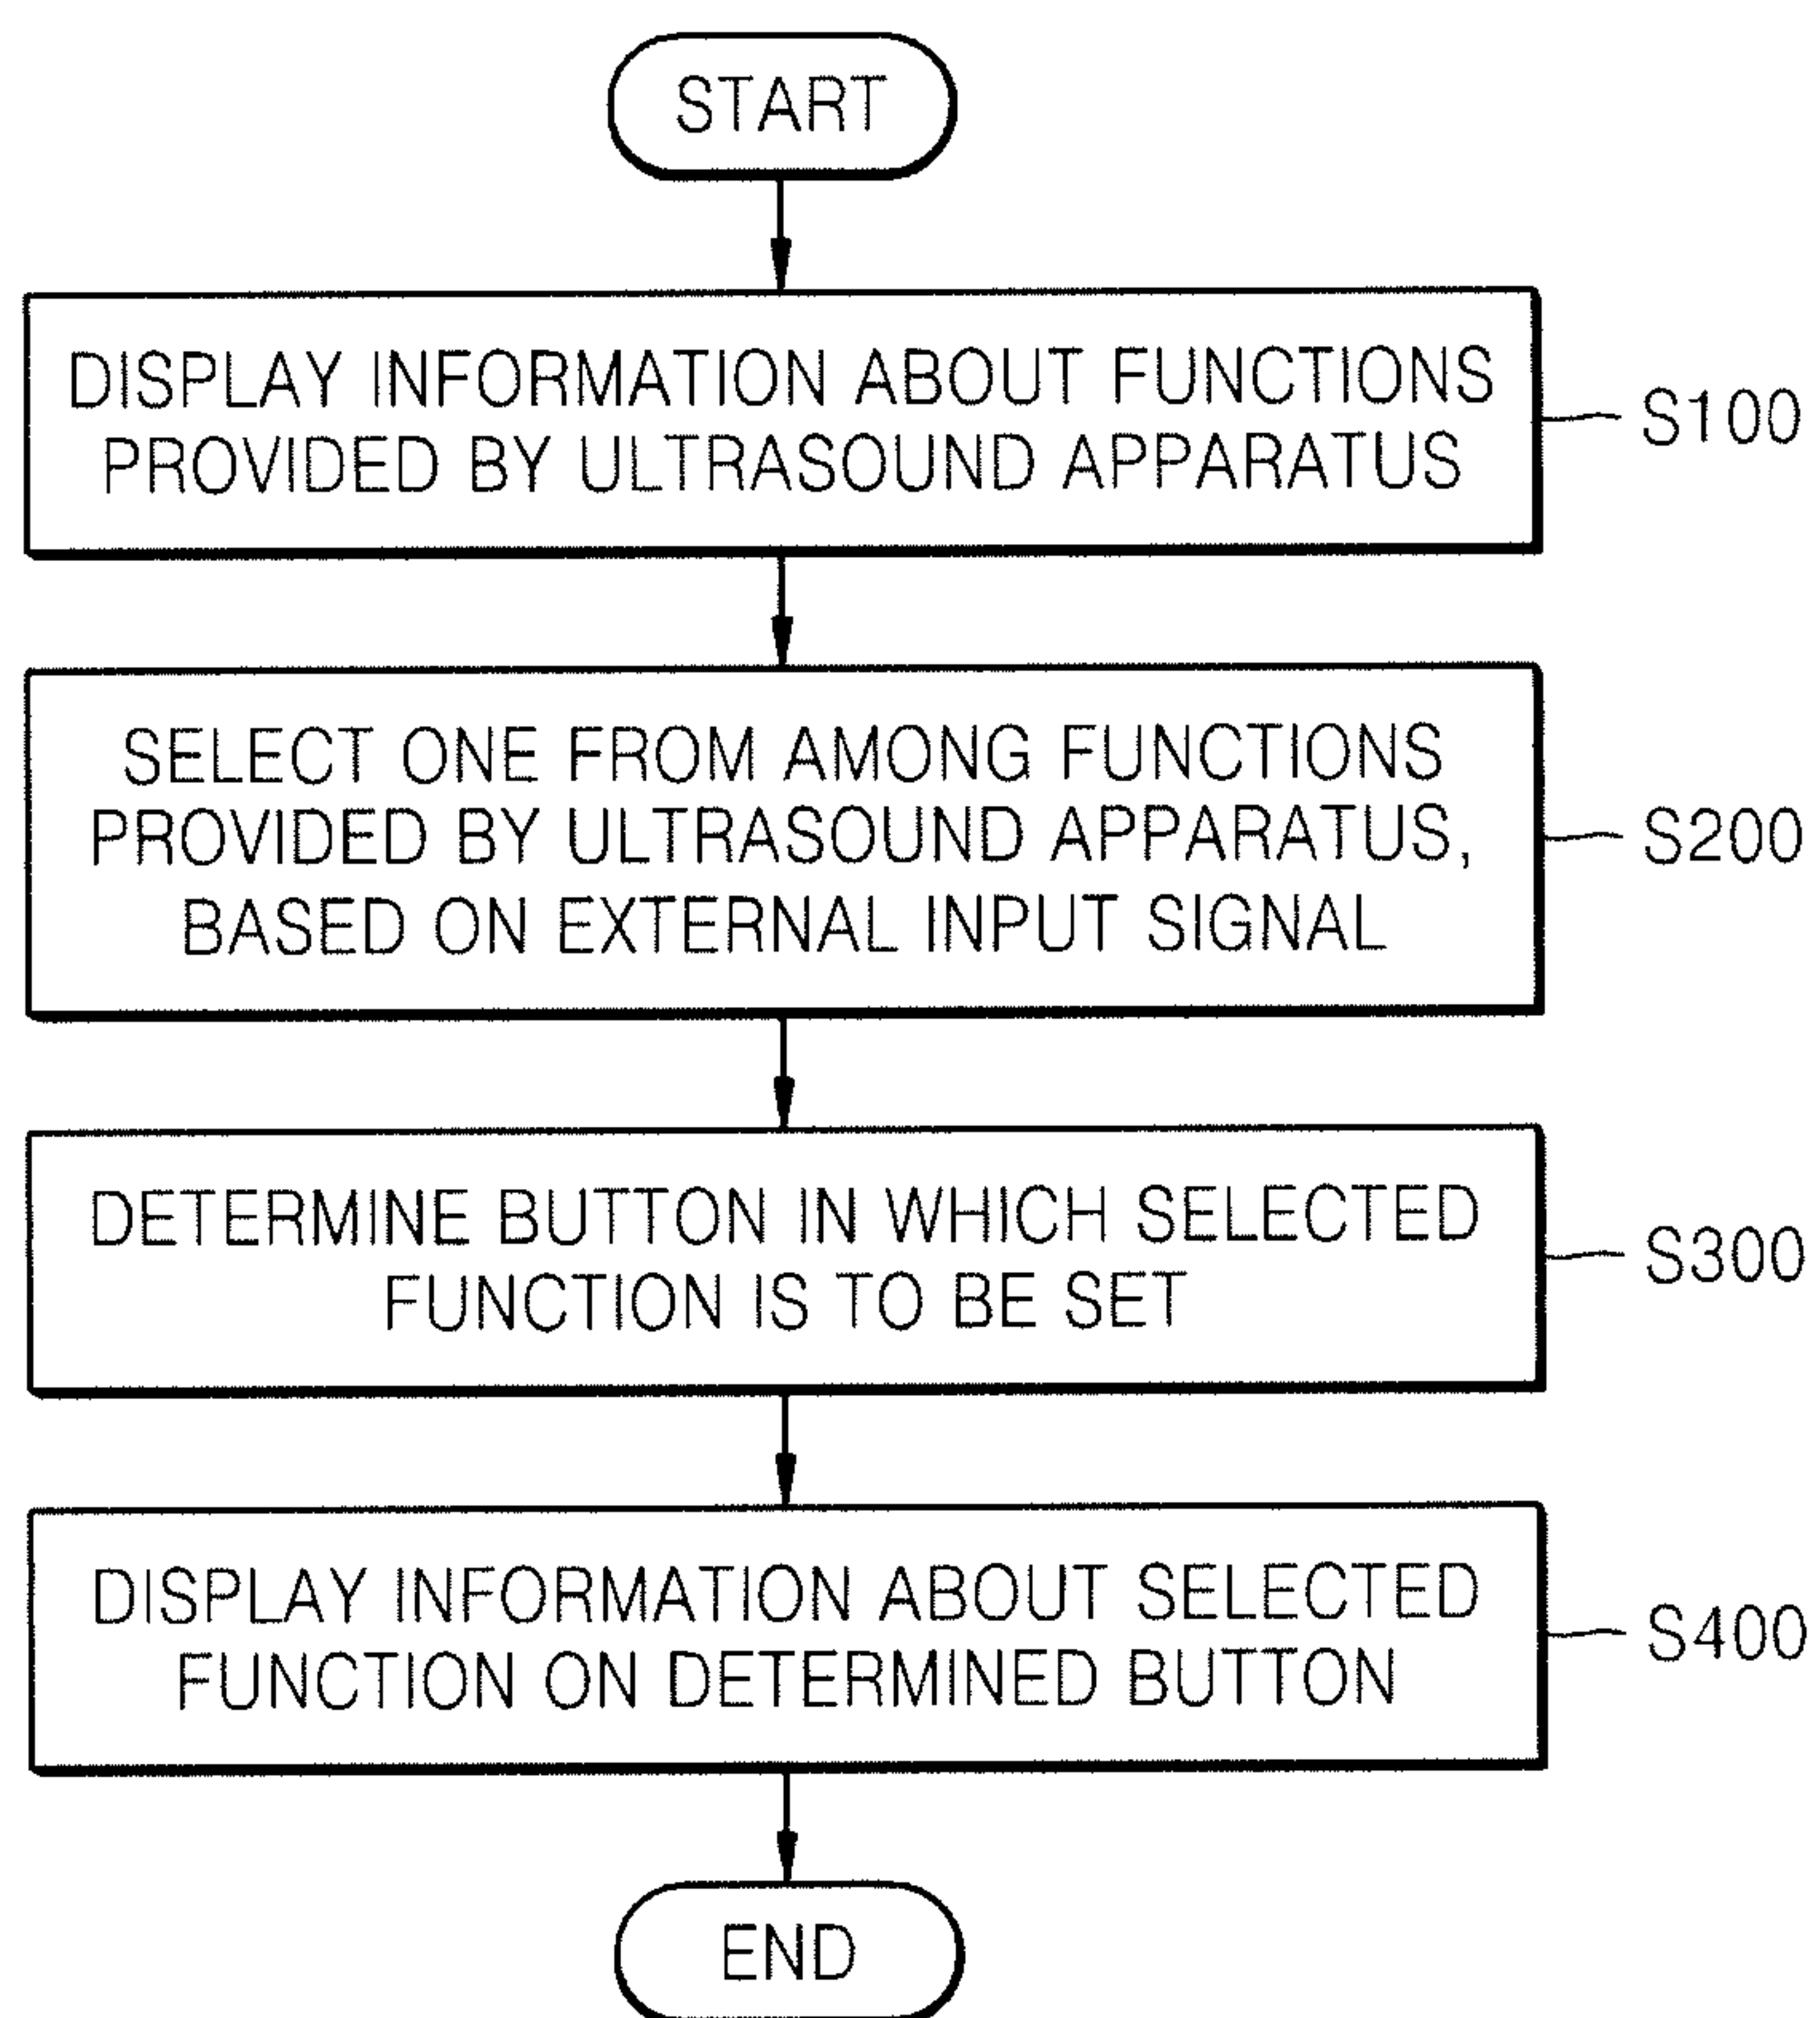 START
DISPLAY INFORMATION ABOUT FUNCTIONS
PROVIDED BY ULTRASOUND APPARATUS
S100
SELECT ONE FROM AMONG FUNCTIONS
PROVIDED BY ULTRASOUND APPARATUS,
BASED ON EXTERNAL INPUT SIGNAL
S200
DETERMINE BUTTON IN WHICH SELECTED
FUNCTION IS TO BE SET
S300
DISPLAY INFORMATION ABOUT SELECTED
FUNCTION ON DETERMINED BUTTON
S400
END